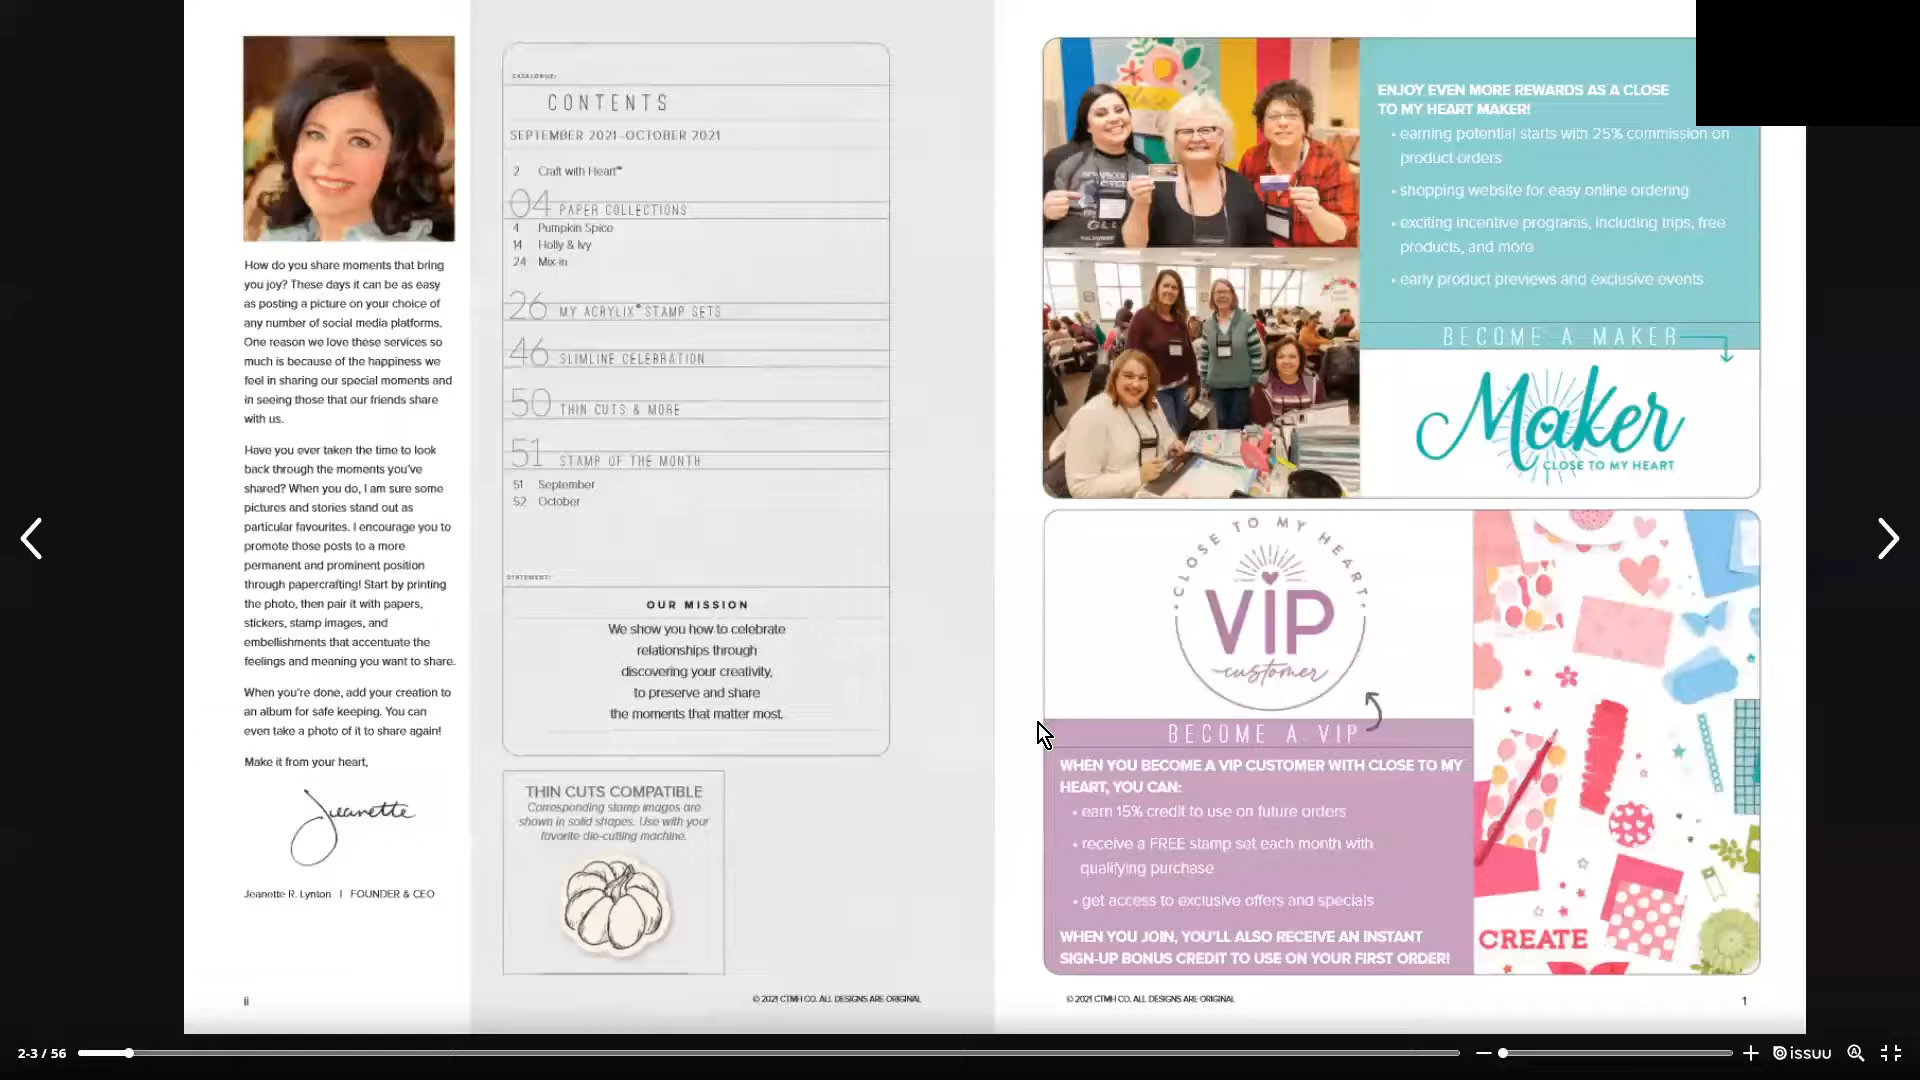 How do you share moments that bring
you joy? These days it can be as easy
as posting a picture on your choice of
any number of social media platforms.
One reason we love these services so
much is because of the happiness we
feel in sharing our special moments and
in seeing those that our friends share
with us.
Have you ever taken the time to look
back through the moments you've
shared? When you do, I am sure some
pictures and stories stand out as
particular favourites. I encourage you to
promote those posts to a more
permanent and prominent position
through papercrafting! Start by printing
the photo, then pair it with papers,
stickers, stamp images, and
embellishments that accentuate the
feelings and meaning you want to share.
When you're done, add your creation to
an album for safe keeping. You can
even take a photo of it to share again!
Make it from your heart,
Jeanette
Jeanette R. Lynton | FOUNDER & CEO
ii
CATALOGUE:
CONTENTS
SEPTEMBER 2021–OCTOBER 2021
2 Craft with Heart™
04 PAPER COLLECTIONS
4 Pumpkin Spice
14 Holly & Ivy
24 Mix-in
26 MY ACRYLIX® STAMP SETS
46 SLIMLINE CELEBRATION
50 THIN CUTS & MORE
51 STAMP OF THE MONTH
51 September
52 October
STATEMENT:
OUR MISSION
We show you how to celebrate
relationships through
discovering your creativity,
to preserve and share
the moments that matter most.
THIN CUTS COMPATIBLE
Corresponding stamp images are
shown in solid shapes. Use with your
favorite die-cutting machine.
© 2021 CTMH CO. ALL DESIGNS ARE ORIGINAL
ENJOY EVEN MORE REWARDS AS A CLOSE
TO MY HEART MAKER!
• earning potential starts with 25% commission on
product orders
• shopping website for easy online ordering
• exciting incentive programs, including trips, free
products, and more
• early product previews and exclusive events
BECOME A MAKER
Maker
CLOSE TO MY HEART
CLOSE TO MY HEART
VIP
customer
BECOME A VIP
WHEN YOU BECOME A VIP CUSTOMER WITH CLOSE TO MY
HEART, YOU CAN:
• earn 15% credit to use on future orders
• receive a FREE stamp set each month with
qualifying purchase
• get access to exclusive offers and specials
WHEN YOU JOIN, YOU'LL ALSO RECEIVE AN INSTANT
SIGN-UP BONUS CREDIT TO USE ON YOUR FIRST ORDER!
CREATE
© 2021 CTMH CO. ALL DESIGNS ARE ORIGINAL
1
2-3 / 56
issuu